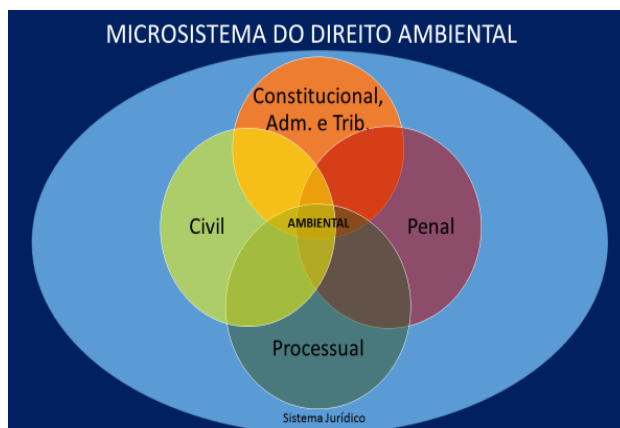 MICROSISTEMA DO DIREITO AMBIENTAL
Constitucional,
Adm. e Trib.
Civil
AMBIENTAL
Penal
Processual
Sistema Jurídico